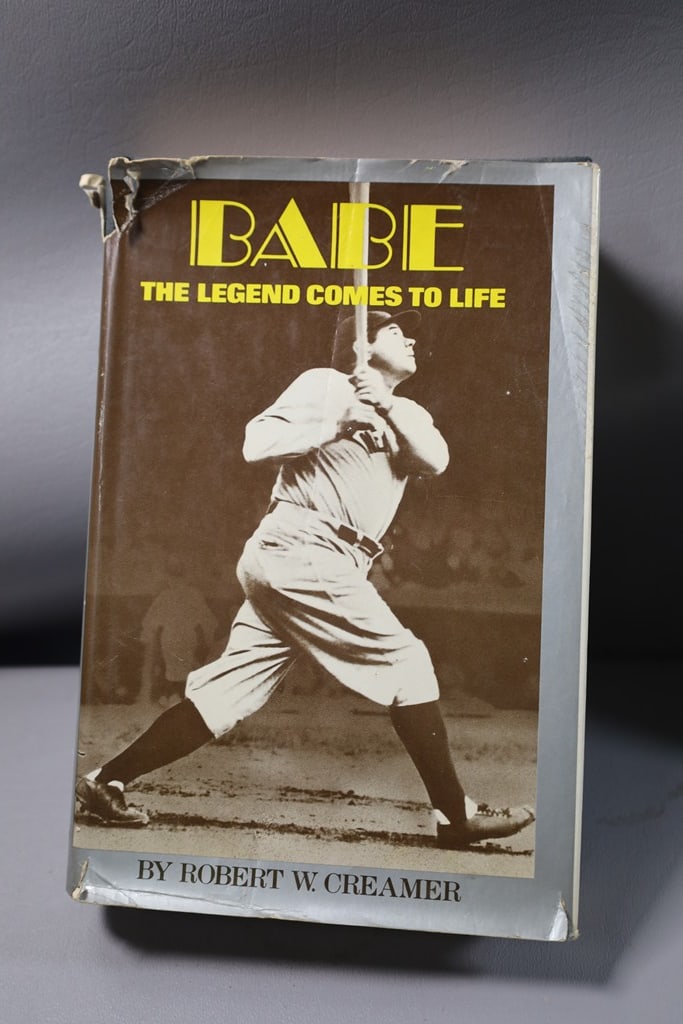 BABE
THE LEGEND COMES TO LIFE
BY ROBERT W. CREAMER